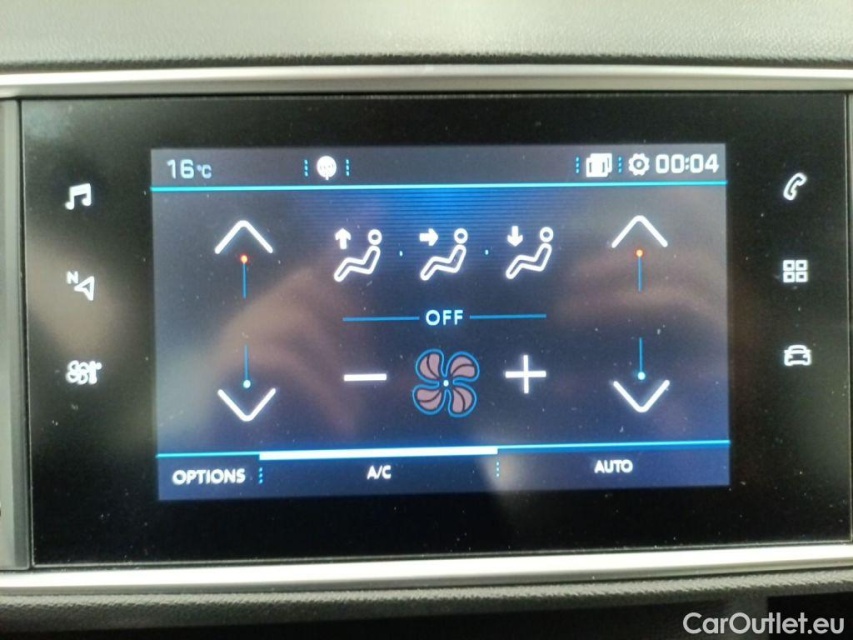 16°C 00:04
N
OFF
OPTIONS A/C AUTO
CarOutlet.eu